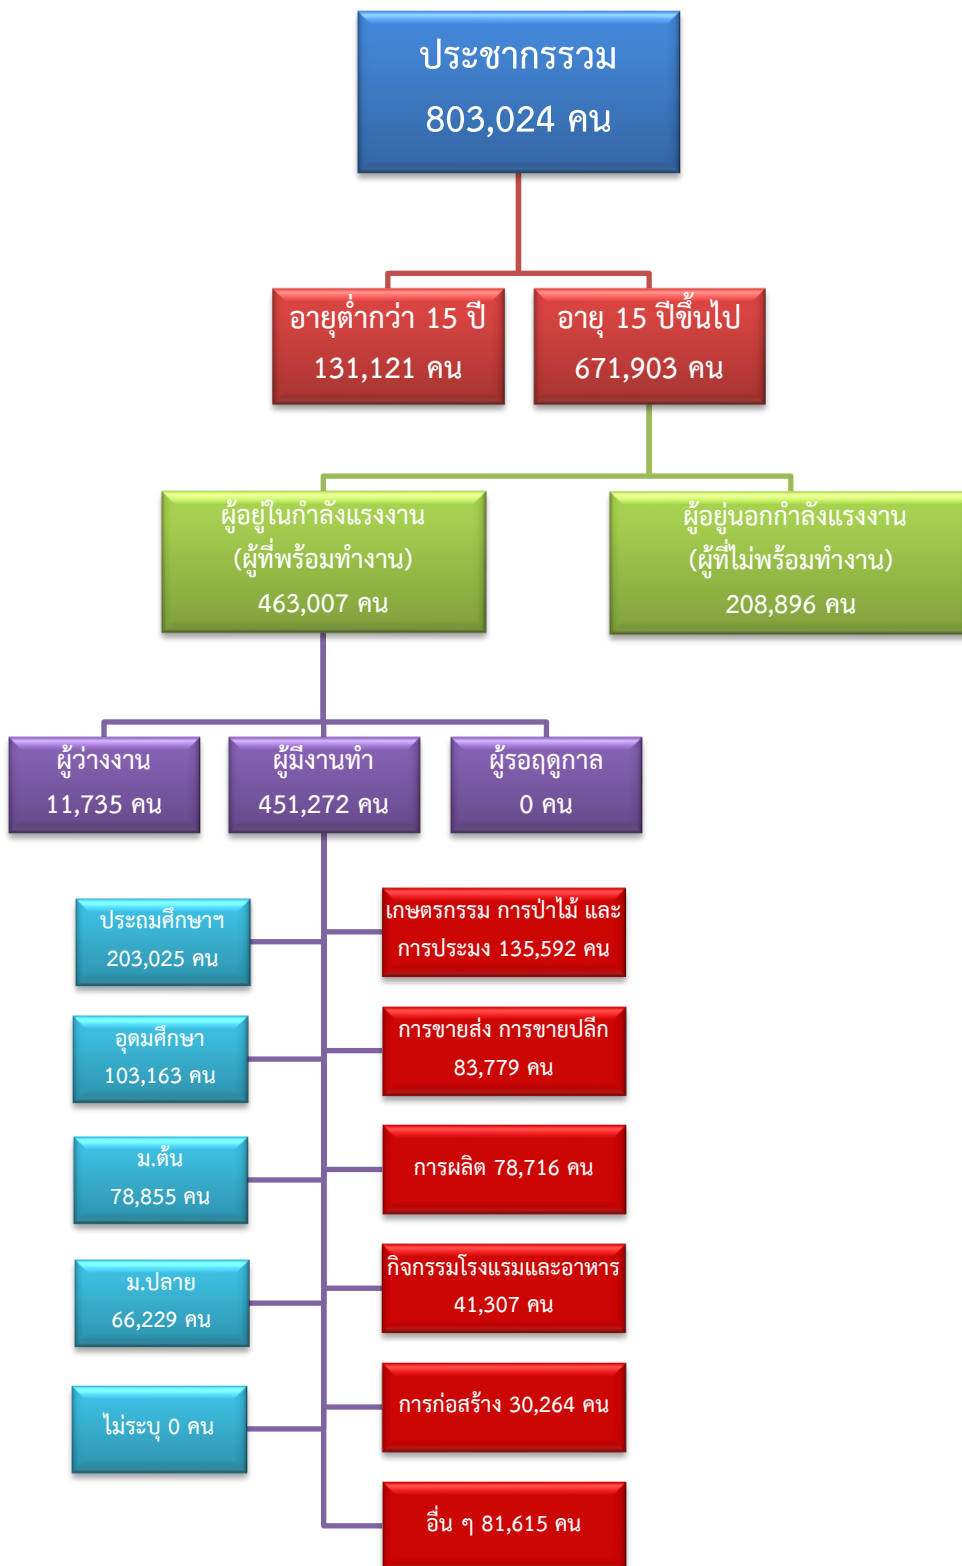 ประชากรรวม
803,024 คน
อายุต่ำกว่า 15 ปี
131,121 คน
อายุ 15 ปีขึ้นไป
671,903 คน
ผู้อยู่ในกำลังแรงงาน
(ผู้ที่พร้อมทำงาน)
463,007 คน
ผู้อยู่นอกกำลังแรงงาน
(ผู้ที่ไม่พร้อมทำงาน)
208,896 คน
ผู้ว่างงาน
11,735 คน
ผู้มีงานทำ
451,272 คน
ผู้รอฤดูกาล
0 คน
ประถมศึกษาฯ
203,025 คน
อุดมศึกษา
103,163 คน
ม.ต้น
78,855 คน
ม.ปลาย
66,229 คน
ไม่ระบุ 0 คน
เกษตรกรรม การป่าไม้ และ
การประมง 135,592 คน
การขายส่ง การขายปลีก
83,779 คน
การผลิต 78,716 คน
กิจกรรมโรงแรมและอาหาร
41,307 คน
การก่อสร้าง 30,264 คน
อื่น ๆ 81,615 คน